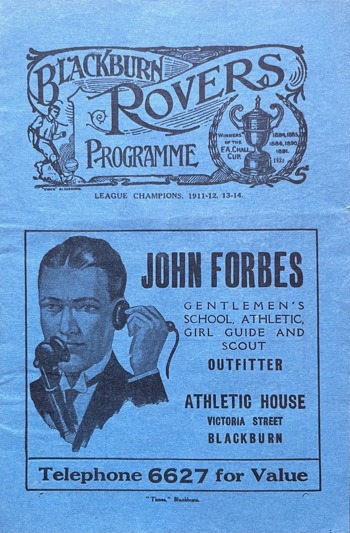 BLACKBURN
ROVERS
PROGRAMME
WINNERS
OF THE
F.A. CHALL
CUP.
1884, 1885,
1886, 1890,
1891.
LEAGUE CHAMPIONS, 1911-12, 13-14.
JOHN FORBES
GENTLEMEN'S
SCHOOL, ATHLETIC,
GIRL GUIDE AND
SCOUT
OUTFITTER
ATHLETIC HOUSE
VICTORIA STREET
BLACKBURN
Telephone 6627 for Value
"Times," Blackburn.